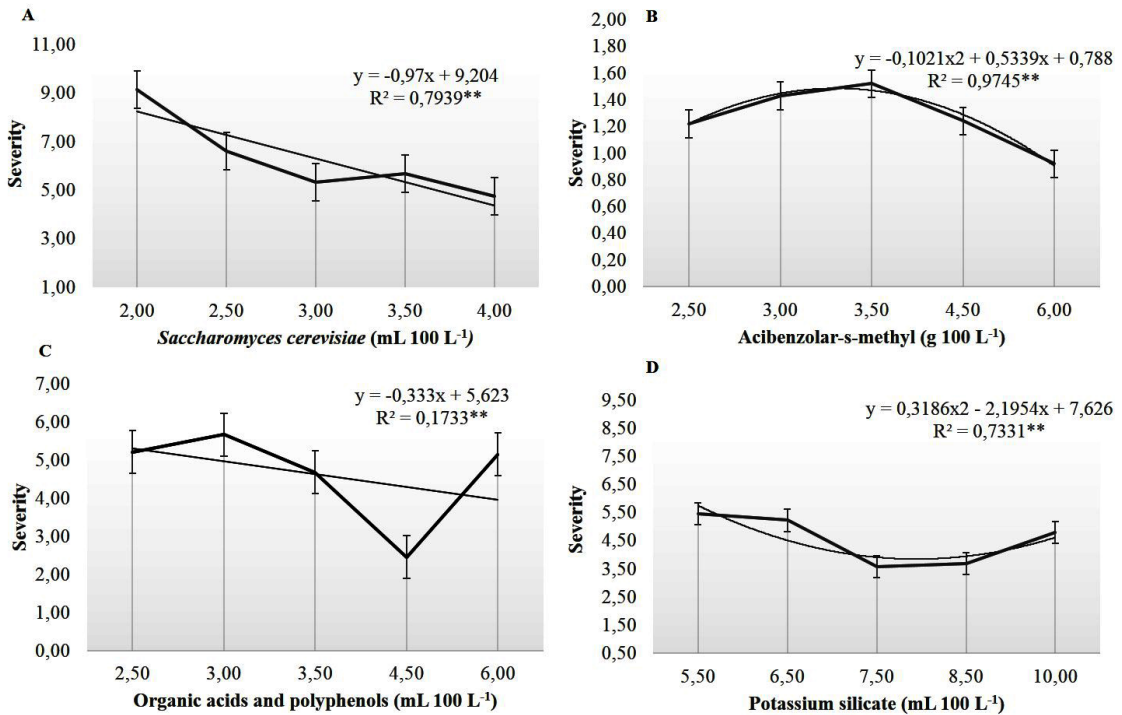 A
11,00
9,00
7,00
5,00
3,00
1,00
Severity
y = -0,97x + 9,204
R² = 0,7939**
2,00 2,50 3,00 3,50 4,00
Saccharomyces cerevisiae (mL 100 L⁻¹)
B
2,00
1,80
1,60
1,40
1,20
1,00
0,80
0,60
0,40
0,20
0,00
Severity
y = -0,1021x2 + 0,5339x + 0,788
R² = 0,9745**
2,50 3,00 3,50 4,50 6,00
Acibenzolar-s-methyl (g 100 L⁻¹)
C
7,00
6,00
5,00
4,00
3,00
2,00
1,00
0,00
Severity
y = -0,333x + 5,623
R² = 0,1733**
2,50 3,00 3,50 4,50 6,00
Organic acids and polyphenols (mL 100 L⁻¹)
D
9,50
8,50
7,50
6,50
5,50
4,50
3,50
2,50
1,50
0,50
Severity
y = 0,3186x2 - 2,1954x + 7,626
R² = 0,7331**
5,50 6,50 7,50 8,50 10,00
Potassium silicate (mL 100 L⁻¹)